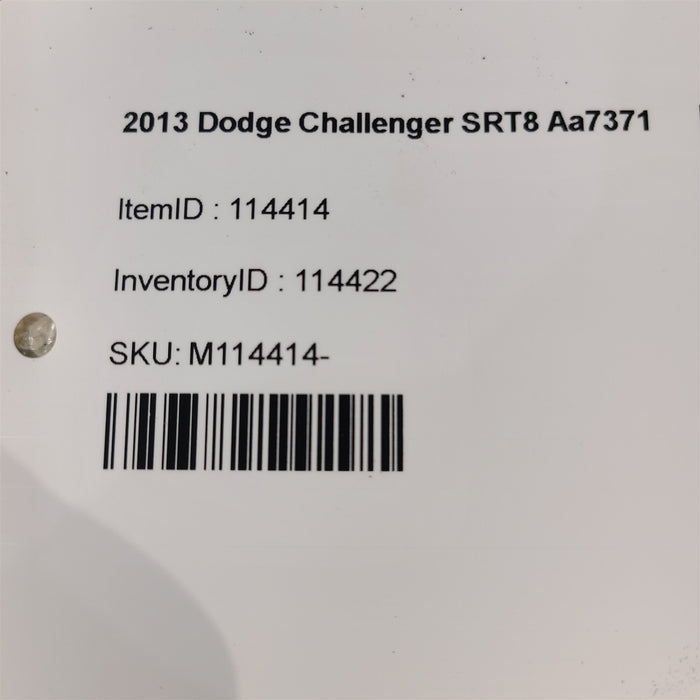 2013 Dodge Challenger SRT8 Aa7371
ItemID : 114414
InventoryID : 114422
SKU: M114414-